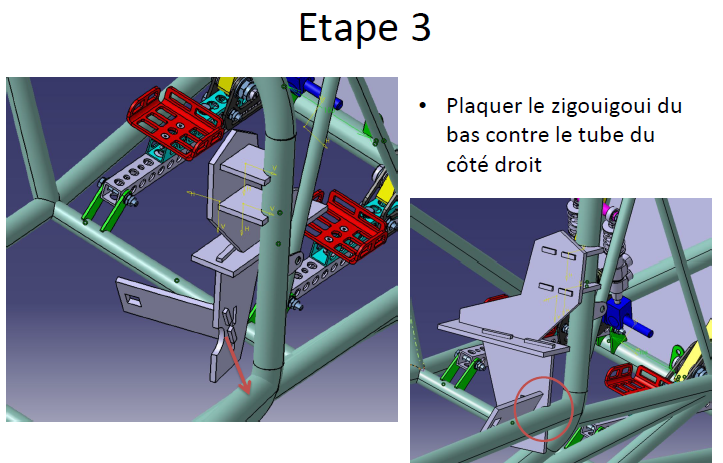 Etape 3
• Plaquer le zigouigoui du
bas contre le tube du
côté droit